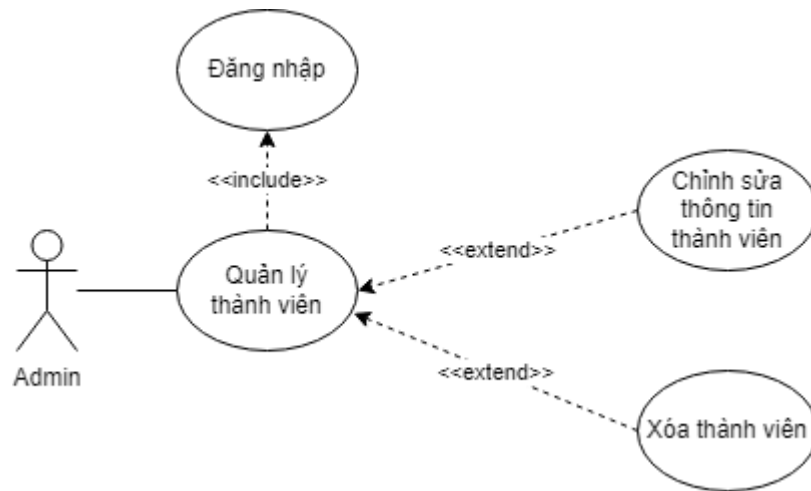 Đăng nhập
<<include>>
Chỉnh sửa
thông tin
thành viên
<<extend>>
Quản lý
thành viên
Admin
<<extend>>
Xóa thành viên